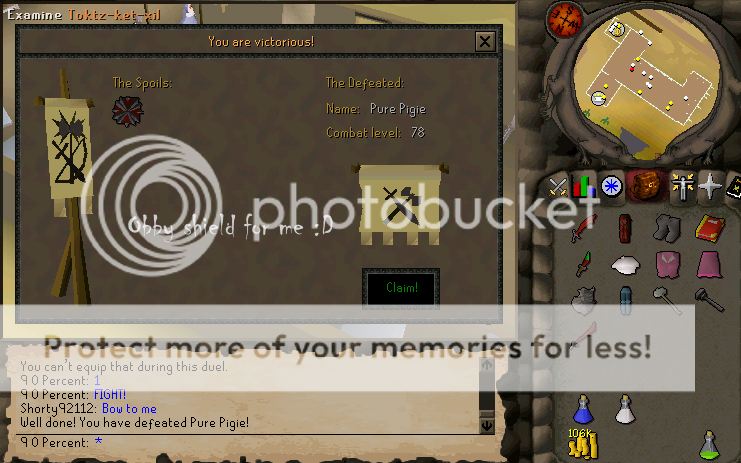 Examine Toktz-ket-xil
You are victorious!
The Spoils:
The Defeated:
Name: Pure Pigie
Combat level: 78
photobucket
Obby shield for me :D
Claim!
Protect more of your memories for less!
You can't equip that during this duel.
9 0 Percent: 1
9 0 Percent: FIGHT!
Shorty92112: Bow to me
Well done! You have defeated Pure Pigie!
9 0 Percent: *
106K